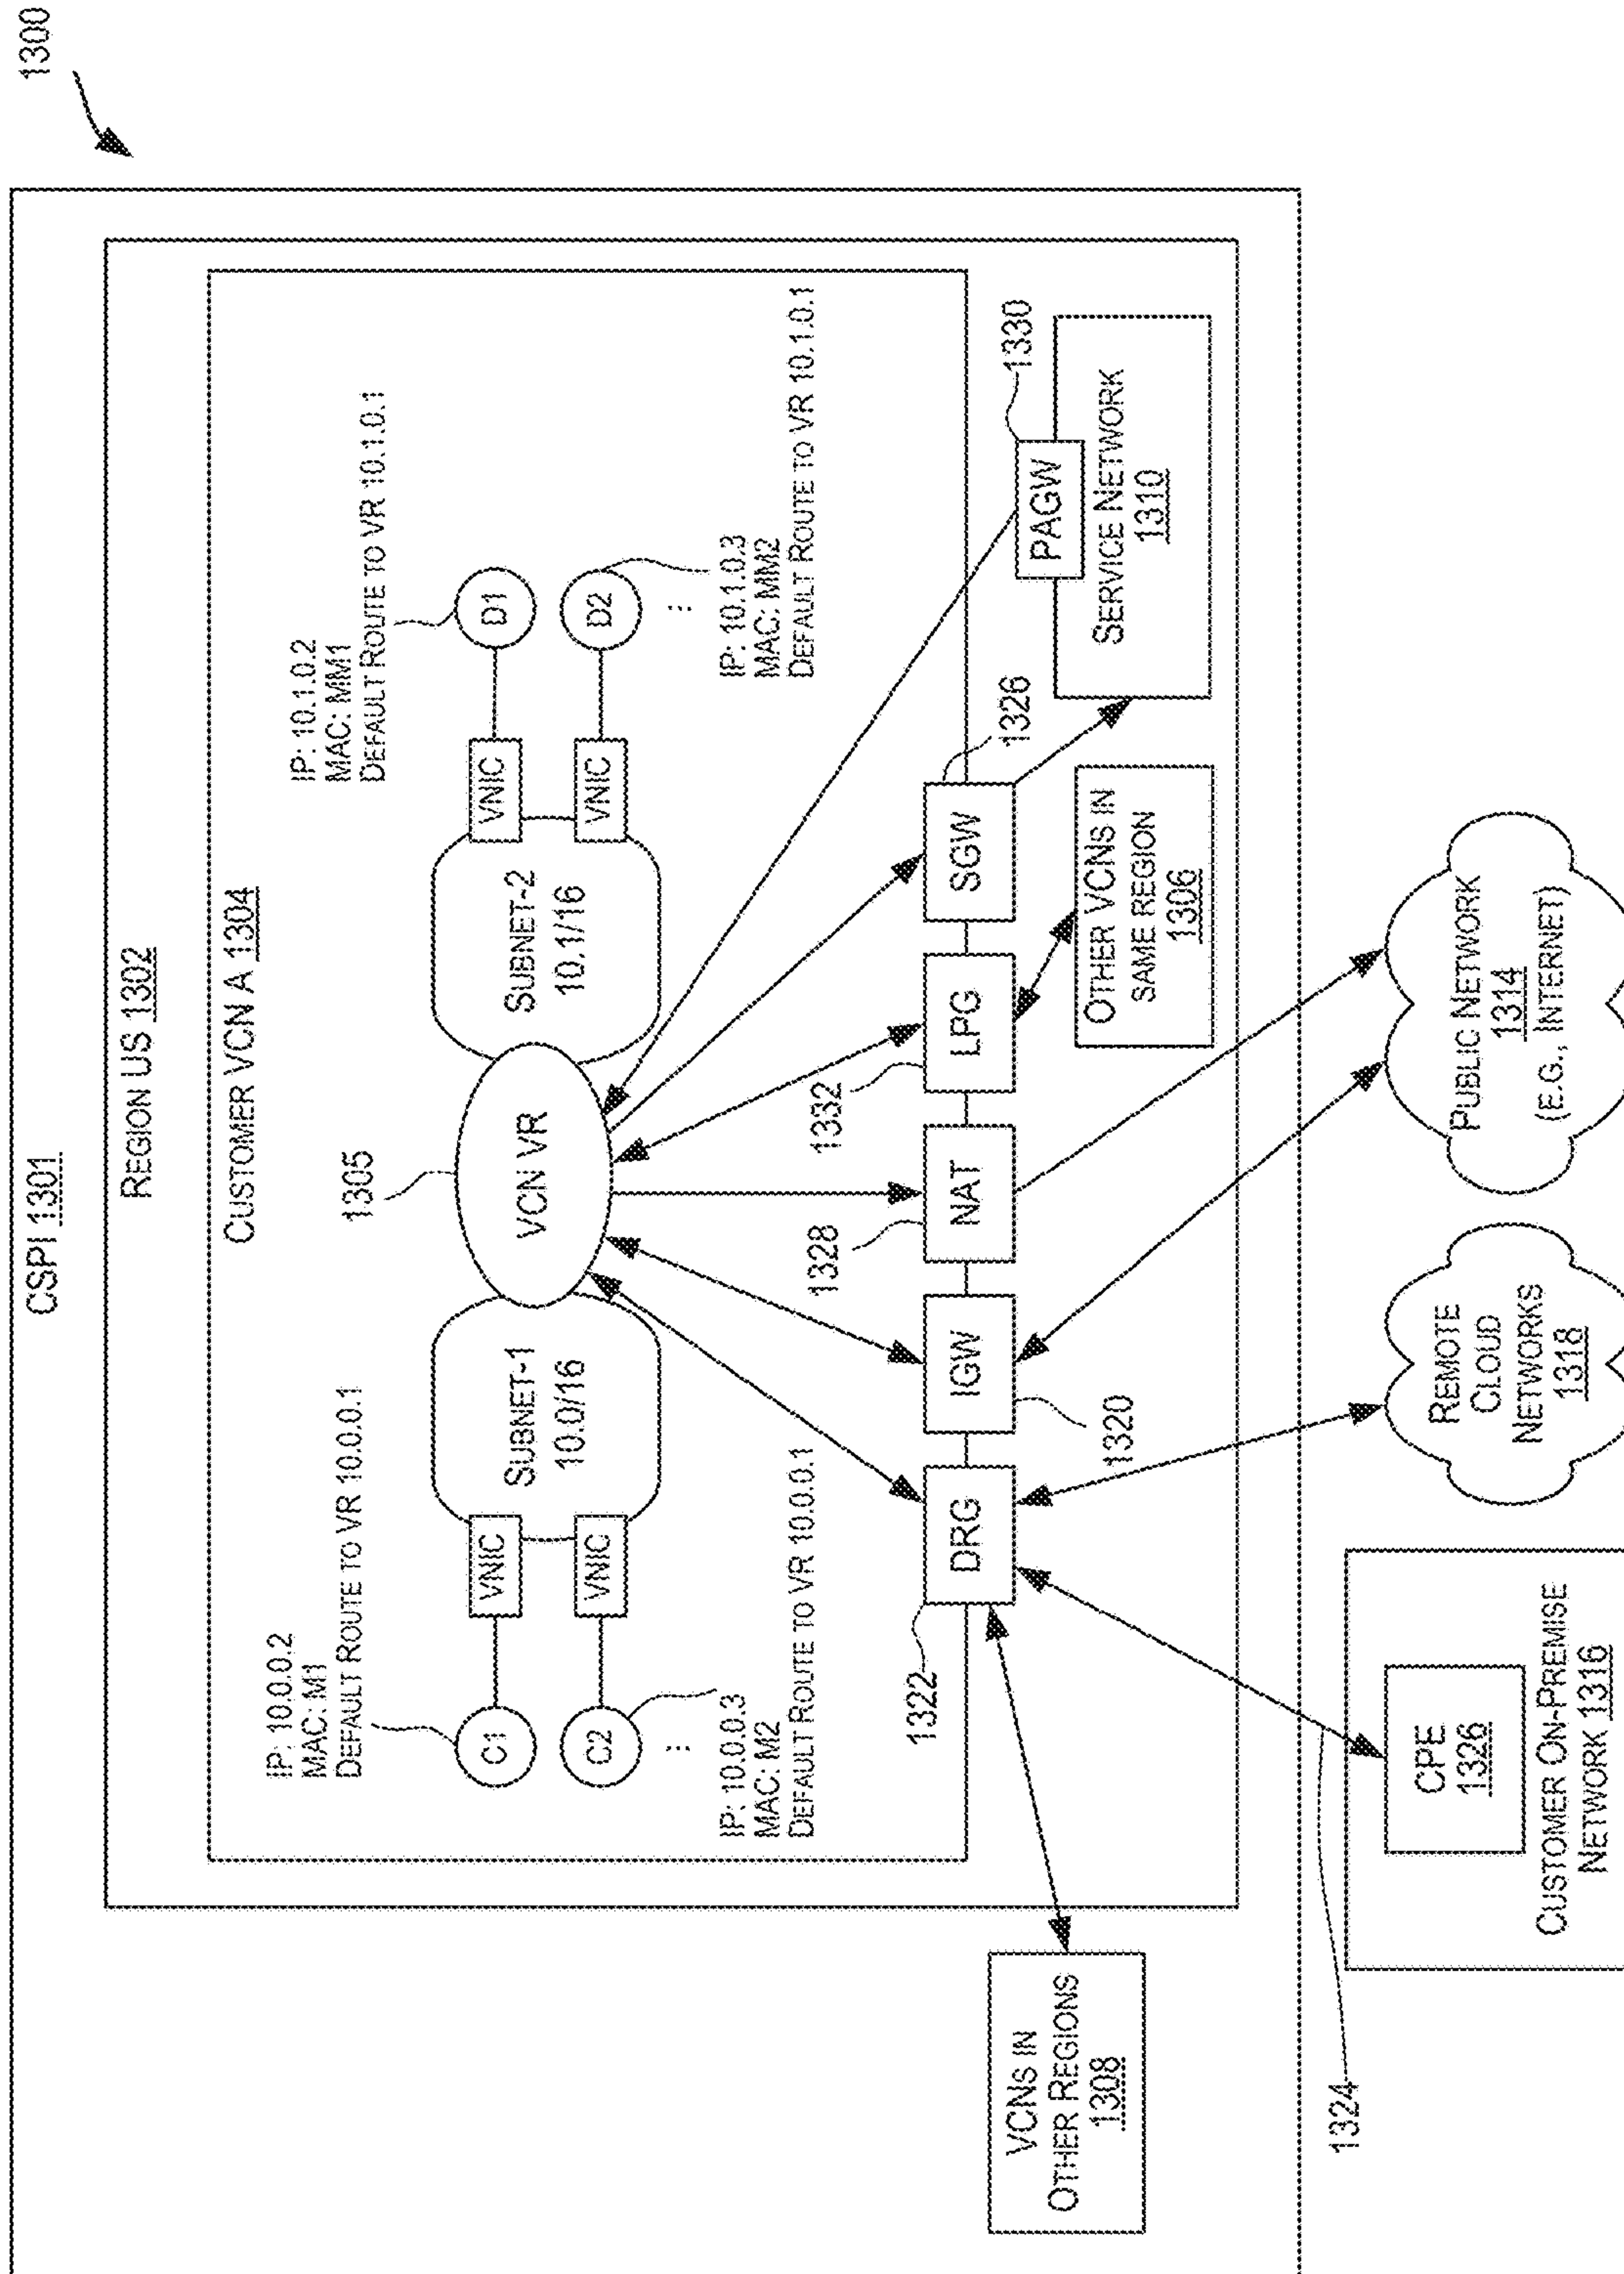 1300
CSPI 1301
REGION US 1302
CUSTOMER VCN A 1304
IP: 10.0.0.2
MAC: M1
DEFAULT ROUTE TO VR 10.0.0.1
1305
IP: 10.1.0.2
MAC: MM1
DEFAULT ROUTE TO VR 10.1.0.1
C1
VNIC
SUBNET-1
10.0/16
VCN VR
SUBNET-2
10.1/16
VNIC
D1
C2
VNIC
VNIC
D2
...
...
IP: 10.0.0.3
MAC: M2
DEFAULT ROUTE TO VR 10.0.0.1
IP: 10.1.0.3
MAC: MM2
DEFAULT ROUTE TO VR 10.1.0.1
1322
1328
1332
1326
1330
DRG
IGW
NAT
LPG
SGW
PAGW
1320
SERVICE NETWORK
1310
VCNS IN
OTHER REGIONS
1308
OTHER VCNS IN
SAME REGION
1306
1324
CPE
1326
CUSTOMER ON-PREMISE
NETWORK 1316
REMOTE
CLOUD
NETWORKS
1318
PUBLIC NETWORK
1314
(E.G., INTERNET)